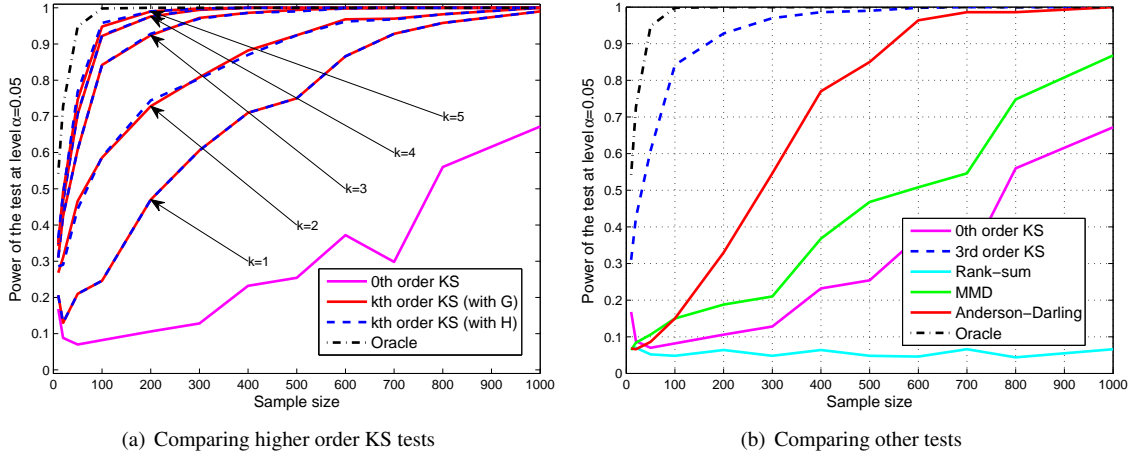 Power of the test at level α=0.05
1
0.9
0.8
0.7
0.6
0.5
0.4
0.3
0.2
0.1
0
k=5
k=4
k=3
k=2
k=1
0th order KS
kth order KS (with G)
kth order KS (with H)
Oracle
0 100 200 300 400 500 600 700 800 900 1000
Sample size
(a) Comparing higher order KS tests
Power of the test at level α=0.05
1
0.9
0.8
0.7
0.6
0.5
0.4
0.3
0.2
0.1
0
0th order KS
3rd order KS
Rank−sum
MMD
Anderson−Darling
Oracle
0 100 200 300 400 500 600 700 800 900 1000
Sample size
(b) Comparing other tests